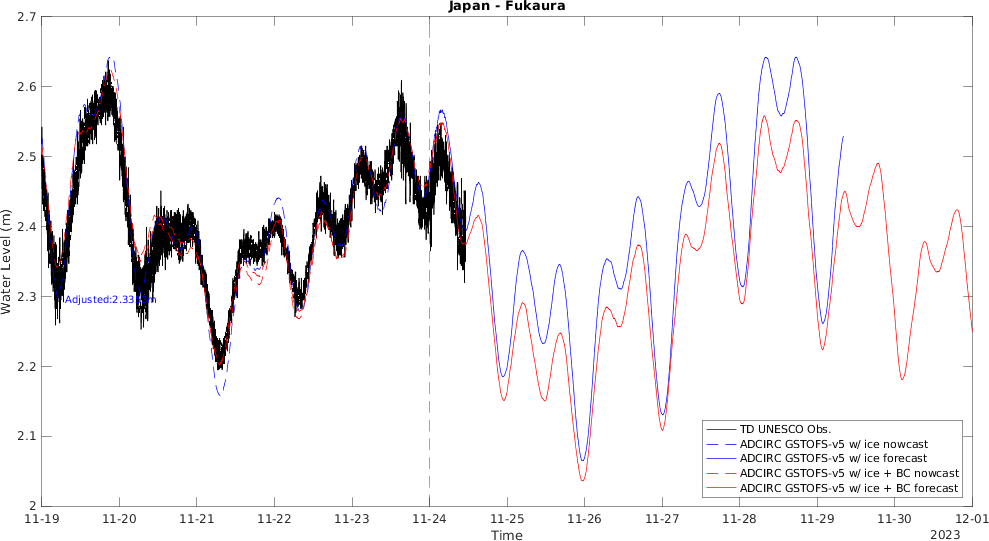 Japan - Fukaura
Water Level (m)
2.7
2.6
2.5
2.4
2.3
2.2
2.1
2
Adjusted:2.33
TD UNESCO Obs.
ADCIRC GSTOFS-v5 w/ ice nowcast
ADCIRC GSTOFS-v5 w/ ice forecast
ADCIRC GSTOFS-v5 w/ ice + BC nowcast
ADCIRC GSTOFS-v5 w/ ice + BC forecast
11-19 11-20 11-21 11-22 11-23 11-24 11-25 11-26 11-27 11-28 11-29 11-30 12-01
Time
2023